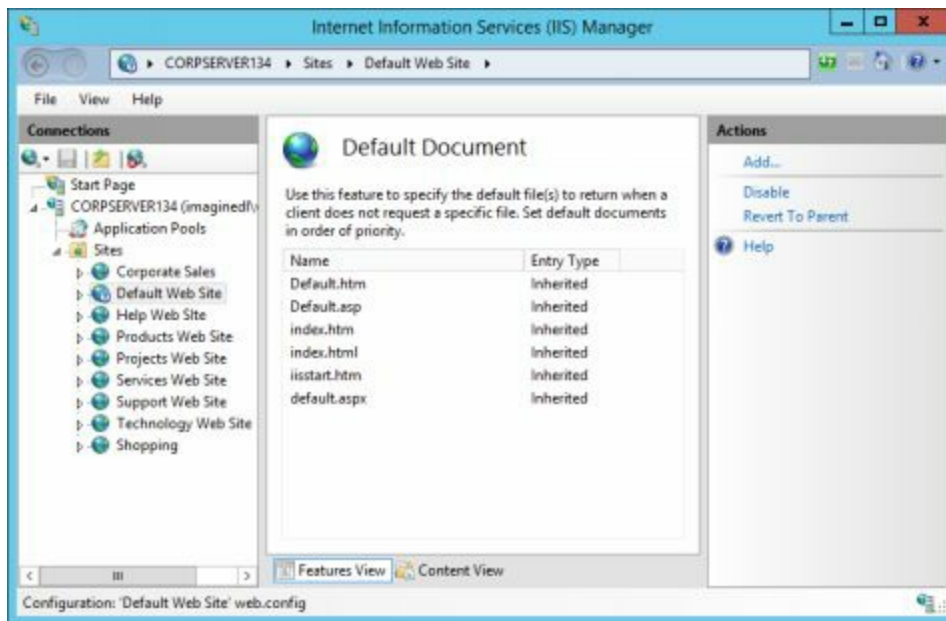 Internet Information Services (IIS) Manager
CORPSERVER134 Sites Default Web Site
File View Help
Connections
Start Page
CORPSERVER134 (imagined\
Application Pools
Sites
Corporate Sales
Default Web Site
Help Web SIte
Products Web Site
Projects Web Site
Services Web Site
Support Web Site
Technology Web Site
Shopping
Default Document
Use this feature to specify the default file(s) to return when a
client does not request a specific file. Set default documents
in order of priority.
Name Entry Type
Default.htm Inherited
Default.asp Inherited
index.htm Inherited
index.html Inherited
iisstart.htm Inherited
default.aspx Inherited
Features View Content View
Actions
Add...
Disable
Revert To Parent
Help
Configuration: 'Default Web Site' web.config